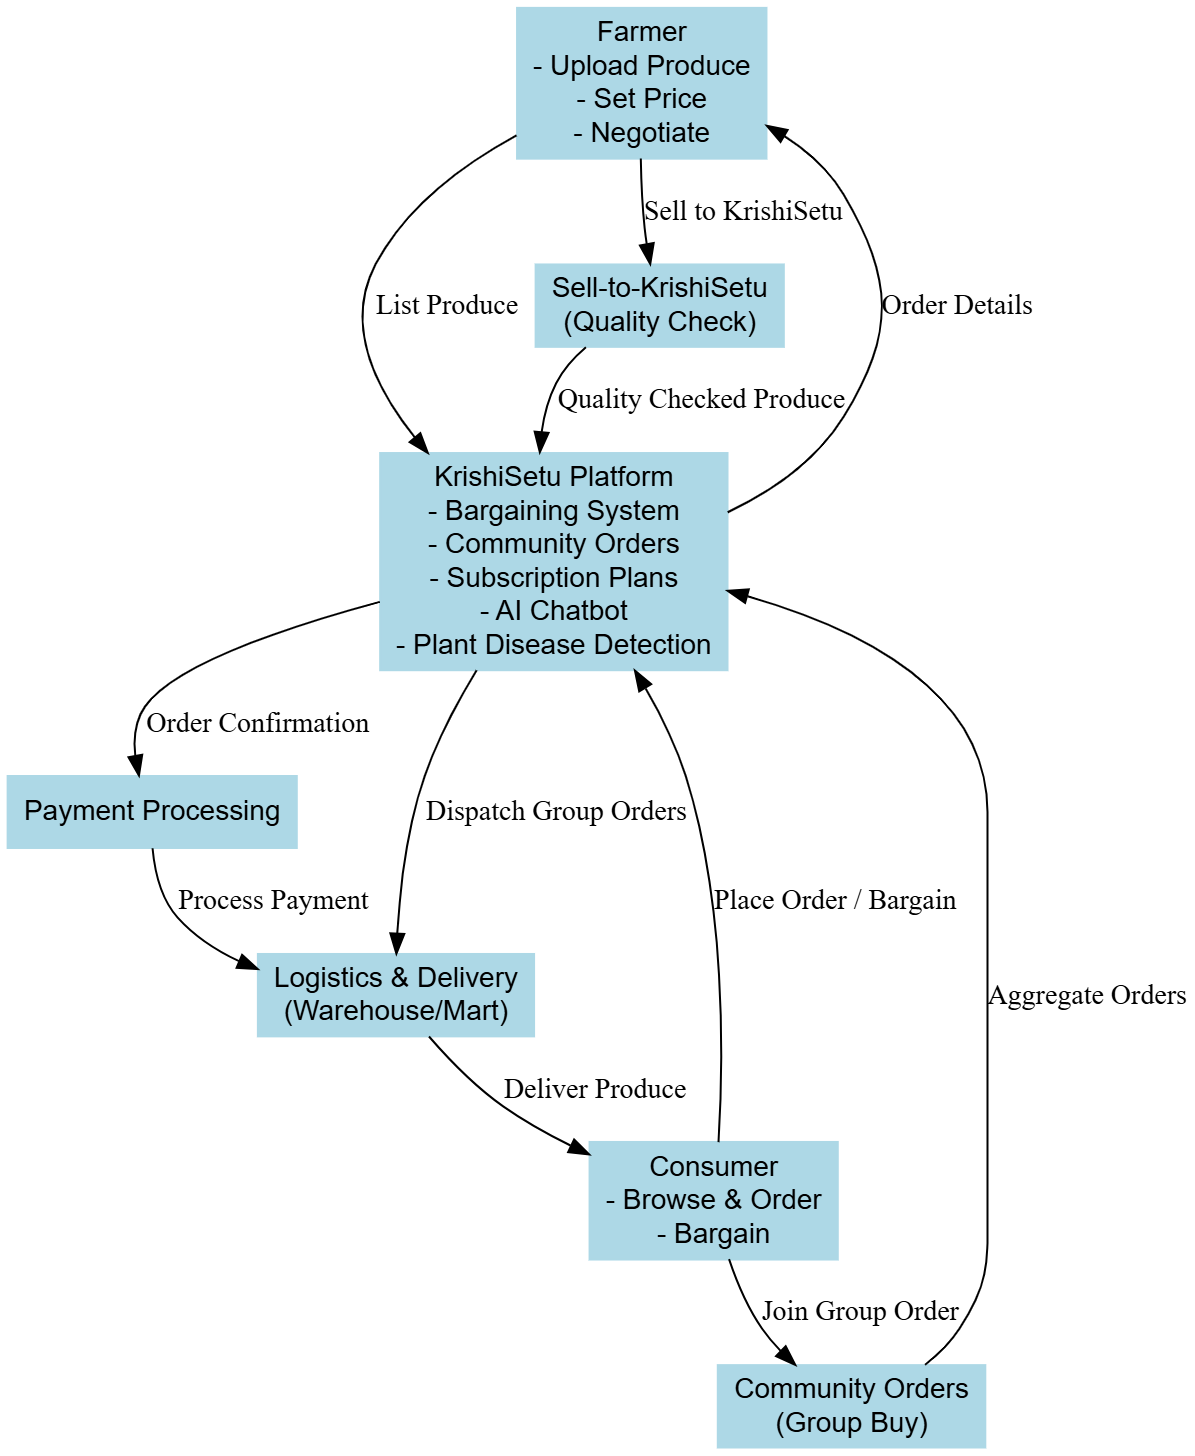 Farmer
- Upload Produce
- Set Price
- Negotiate
Sell to KrishiSetu
List Produce
Sell-to-KrishiSetu
(Quality Check)
Order Details
Quality Checked Produce
KrishiSetu Platform
- Bargaining System
- Community Orders
- Subscription Plans
- AI Chatbot
- Plant Disease Detection
Order Confirmation
Payment Processing
Dispatch Group Orders
Process Payment
Place Order / Bargain
Logistics & Delivery
(Warehouse/Mart)
Aggregate Orders
Deliver Produce
Consumer
- Browse & Order
- Bargain
Join Group Order
Community Orders
(Group Buy)